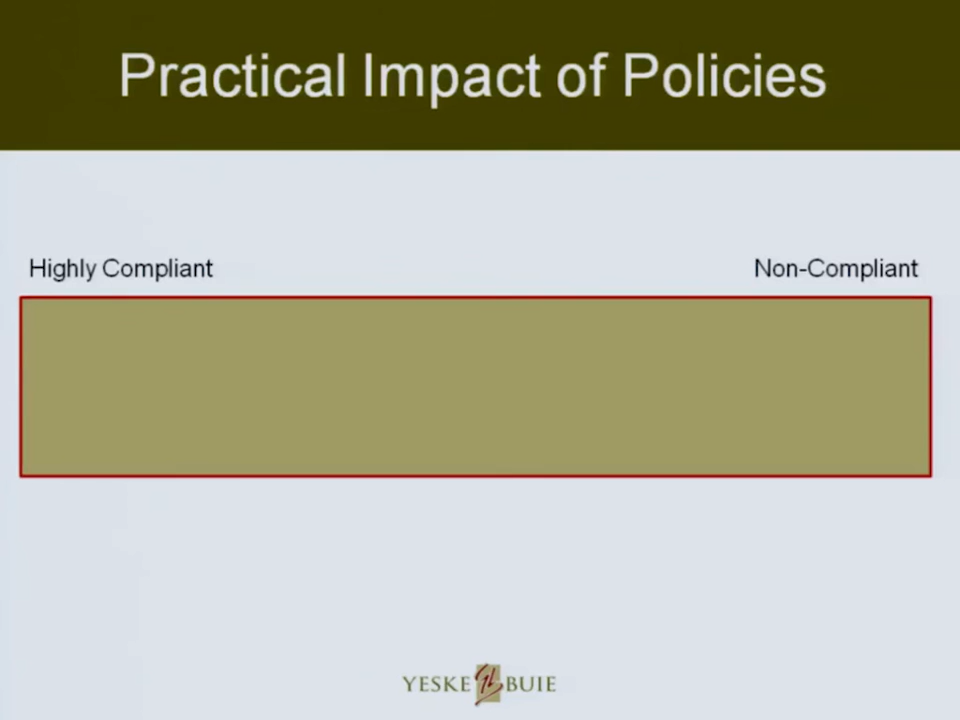 Practical Impact of Policies
Highly Compliant
Non-Compliant
YESKE BUIE